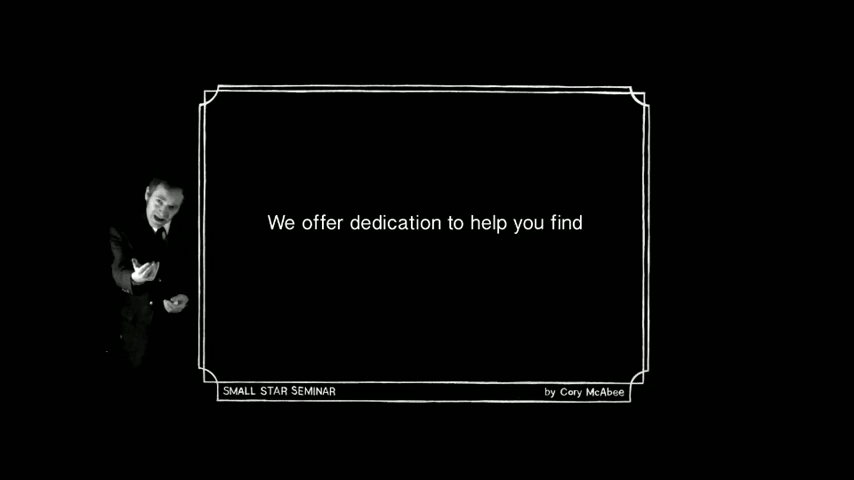 We offer dedication to help you find
SMALL STAR SEMINAR
by Cory McAbee